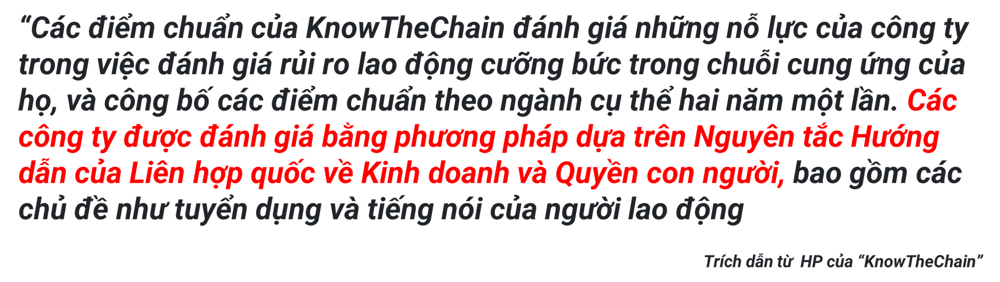 “Các điểm chuẩn của KnowTheChain đánh giá những nỗ lực của công ty
trong việc đánh giá rủi ro lao động cưỡng bức trong chuỗi cung ứng của
họ, và công bố các điểm chuẩn theo ngành cụ thể hai năm một lần. Các
công ty được đánh giá bằng phương pháp dựa trên Nguyên tắc Hướng
dẫn của Liên hợp quốc về Kinh doanh và Quyền con người, bao gồm các
chủ đề như tuyển dụng và tiếng nói của người lao động
Trích dẫn từ HP của “KnowTheChain”